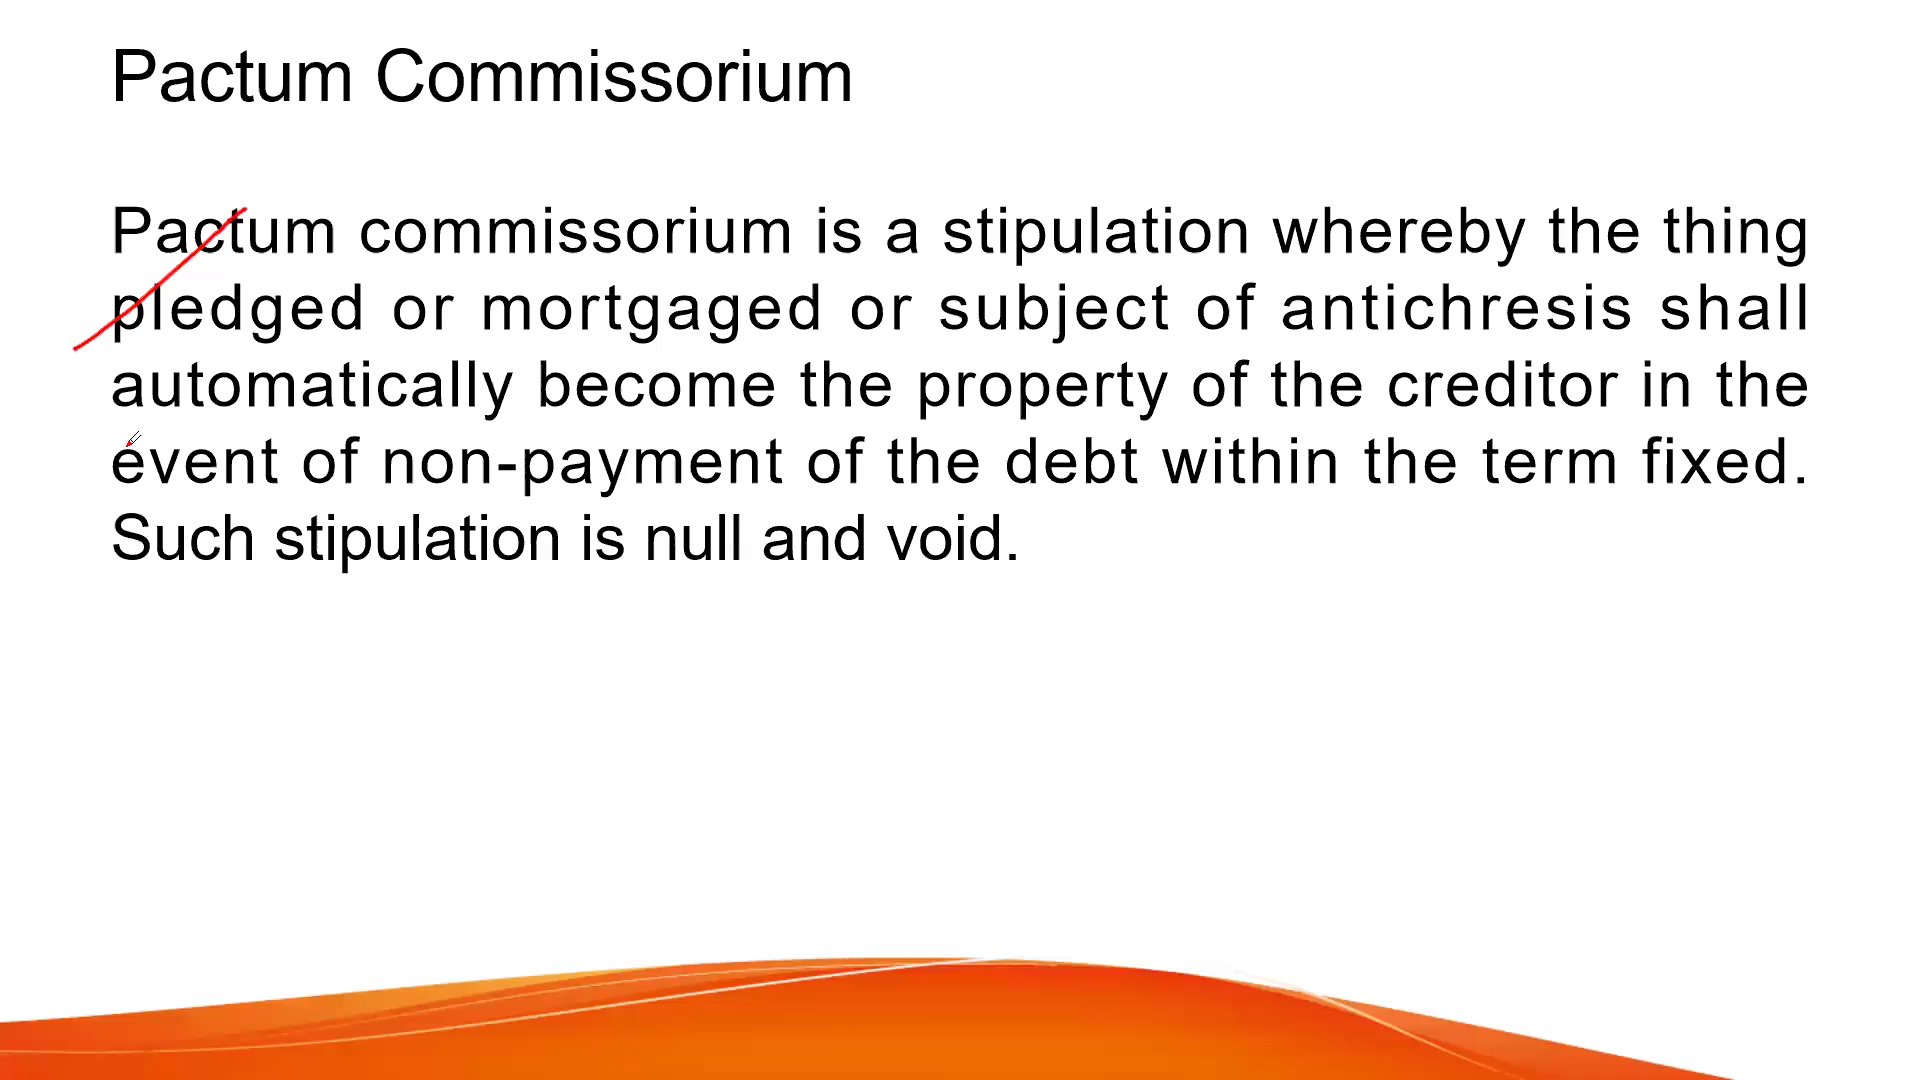 Pactum Commissorium
Pactum commissorium is a stipulation whereby the thing
pledged or mortgaged or subject of antichresis shall
automatically become the property of the creditor in the
event of non-payment of the debt within the term fixed.
Such stipulation is null and void.